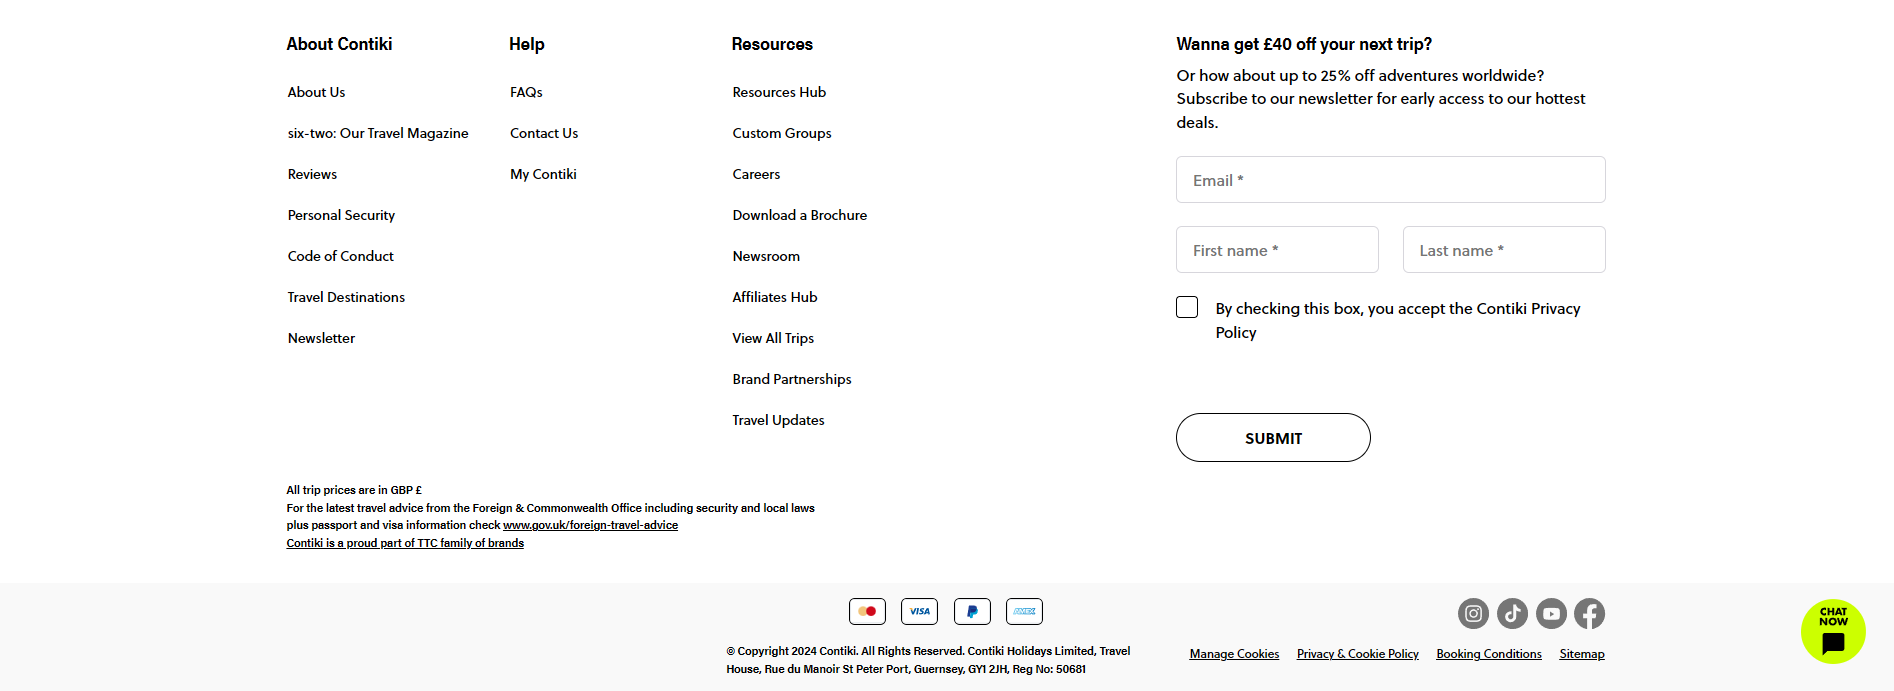 About Contiki
About Us
six-two: Our Travel Magazine
Reviews
Personal Security
Code of Conduct
Travel Destinations
Newsletter
Help
FAQs
Contact Us
My Contiki
Resources
Resources Hub
Custom Groups
Careers
Download a Brochure
Newsroom
Affiliates Hub
View All Trips
Brand Partnerships
Travel Updates
Wanna get £40 off your next trip?
Or how about up to 25% off adventures worldwide?
Subscribe to our newsletter for early access to our hottest
deals.
Email *
First name *
Last name *
By checking this box, you accept the Contiki Privacy
Policy
SUBMIT
All trip prices are in GBP £
For the latest travel advice from the Foreign & Commonwealth Office including security and local laws
plus passport and visa information check www.gov.uk/foreign-travel-advice
Contiki is a proud part of TTC family of brands
VISA
AMEX
© Copyright 2024 Contiki. All Rights Reserved. Contiki Holidays Limited, Travel
House, Rue du Manoir St Peter Port, Guernsey, GY1 2JH, Reg No: 50681
Manage Cookies
Privacy & Cookie Policy
Booking Conditions
Sitemap
CHAT
NOW